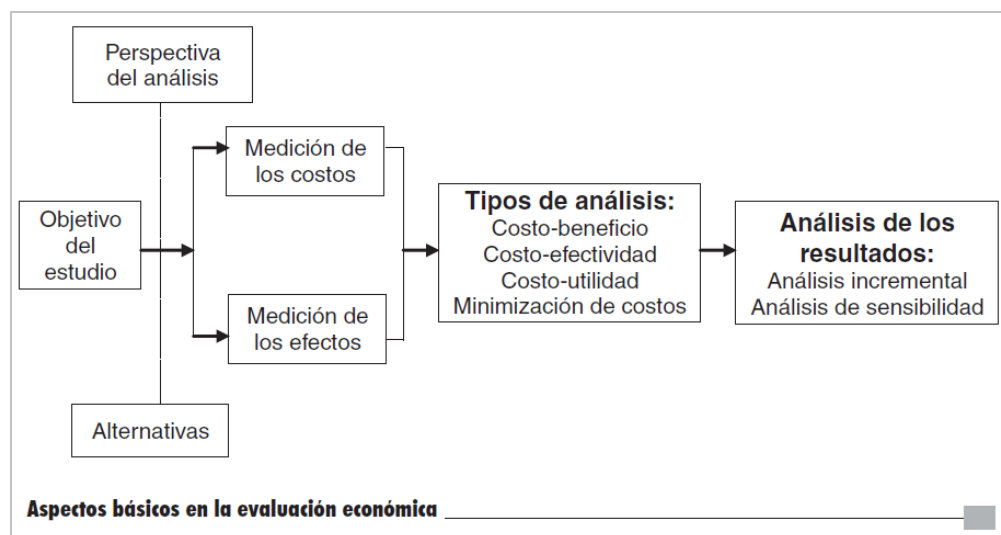 Perspectiva
del análisis
Medición de
los costos
Objetivo
del
estudio
Medición de
los efectos
Alternativas
Tipos de análisis:
Costo-beneficio
Costo-efectividad
Costo-utilidad
Minimización de costos
Análisis de los
resultados:
Análisis incremental
Análisis de sensibilidad
Aspectos básicos en la evaluación económica